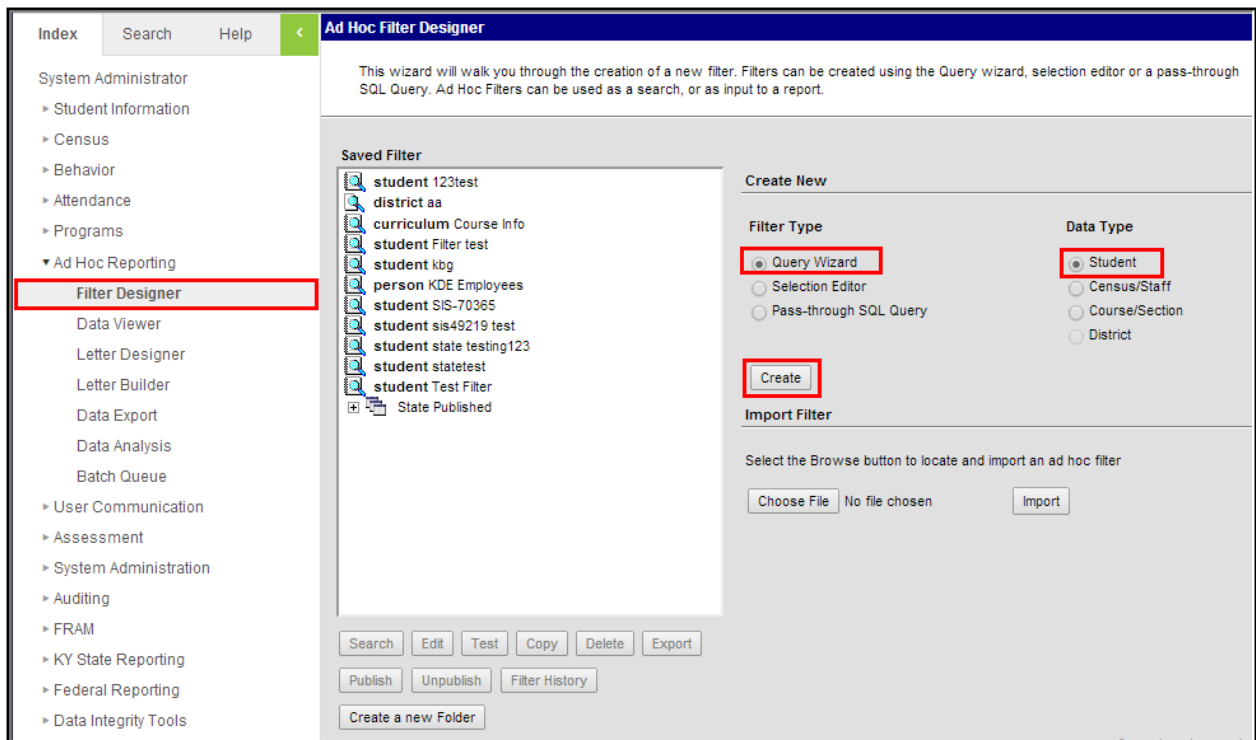 Index Search Help <
System Administrator
Student Information
Census
Behavior
Attendance
Programs
Ad Hoc Reporting
Filter Designer
Data Viewer
Letter Designer
Letter Builder
Data Export
Data Analysis
Batch Queue
User Communication
Assessment
System Administration
Auditing
FRAM
KY State Reporting
Federal Reporting
Data Integrity Tools
Ad Hoc Filter Designer
This wizard will walk you through the creation of a new filter. Filters can be created using the Query wizard, selection editor or a pass-through
SQL Query. Ad Hoc Filters can be used as a search, or as input to a report.
Saved Filter
student 123test
district aa
curriculum Course Info
student Filter test
student kbg
person KDE Employees
student SIS-70365
student sis49219 test
student state testing123
student statetest
student Test Filter
State Published
Search Edit Test Copy Delete Export
Publish Unpublish Filter History
Create a new Folder
Create New
Filter Type
Query Wizard
Selection Editor
Pass-through SQL Query
Data Type
Student
Census/Staff
Course/Section
District
Create
Import Filter
Select the Browse button to locate and import an ad hoc filter
Choose File No file chosen Import